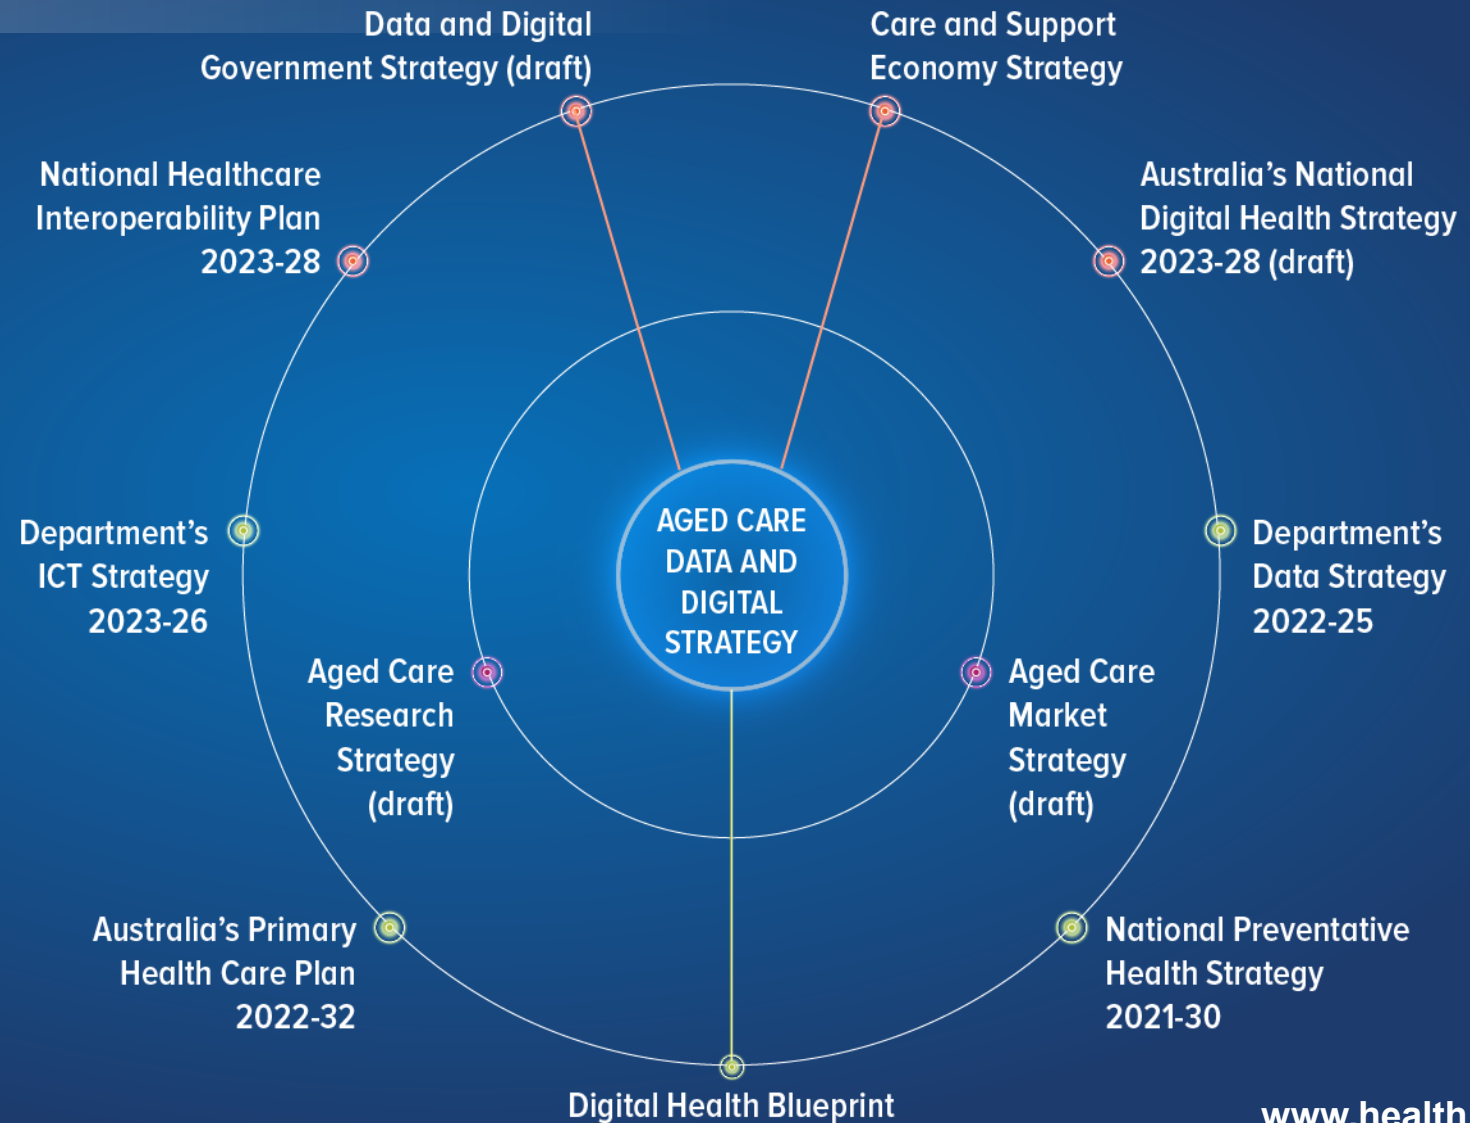 Data and Digital
Government Strategy (draft)
Care and Support
Economy Strategy
National Healthcare
Interoperability Plan
2023-28
Australia’s National
Digital Health Strategy
2023-28 (draft)
AGED CARE
DATA AND
DIGITAL
STRATEGY
Department’s
ICT Strategy
2023-26
Department’s
Data Strategy
2022-25
Aged Care
Research
Strategy
(draft)
Aged Care
Market
Strategy
(draft)
Australia’s Primary
Health Care Plan
2022-32
National Preventative
Health Strategy
2021-30
Digital Health Blueprint
www.health